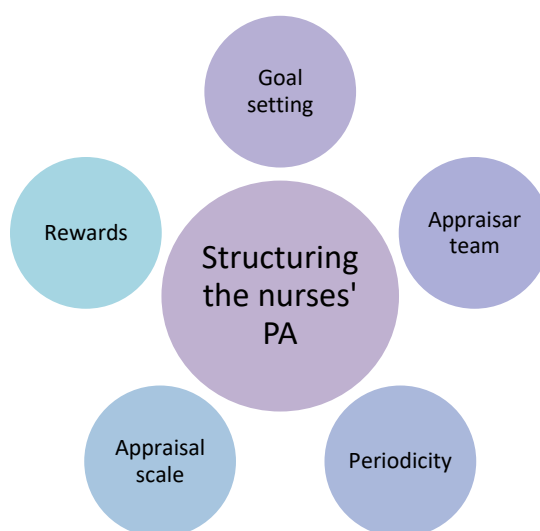 Goal
setting
Rewards
Appraisar
team
Structuring
the nurses'
PA
Appraisal
scale
Periodicity